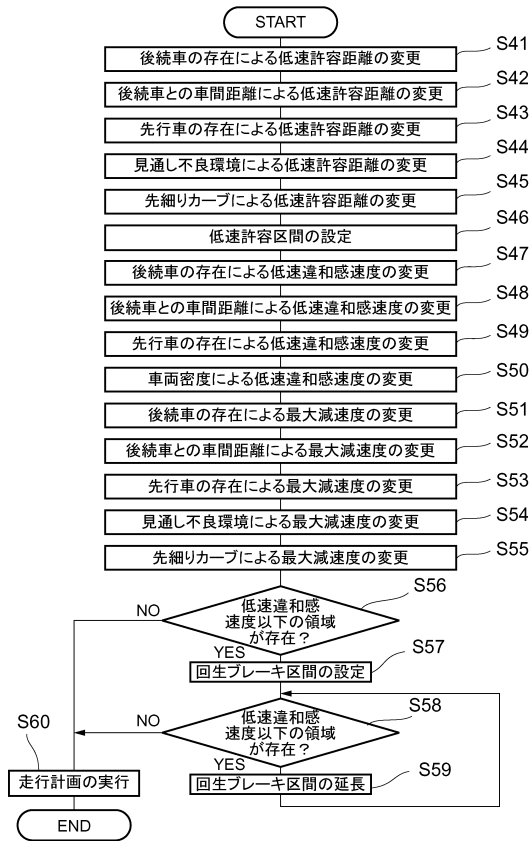 START
後続車の存在による低速許容距離の変更
S41
後続車との車間距離による低速許容距離の変更
S42
先行車の存在による低速許容距離の変更
S43
見通し不良環境による低速許容距離の変更
S44
先細りカーブによる低速許容距離の変更
S45
低速許容区間の設定
S46
後続車の存在による低速違和感速度の変更
S47
後続車との車間距離による低速違和感速度の変更
S48
先行車の存在による低速違和感速度の変更
S49
車両密度による低速違和感速度の変更
S50
後続車の存在による最大減速度の変更
S51
後続車との車間距離による最大減速度の変更
S52
先行車の存在による最大減速度の変更
S53
見通し不良環境による最大減速度の変更
S54
先細りカーブによる最大減速度の変更
S55
低速違和感
速度以下の領域
が存在？
S56
NO
YES
回生ブレーキ区間の設定
S57
低速違和感
速度以下の領域
が存在？
S58
NO
YES
回生ブレーキ区間の延長
S59
S60
走行計画の実行
END